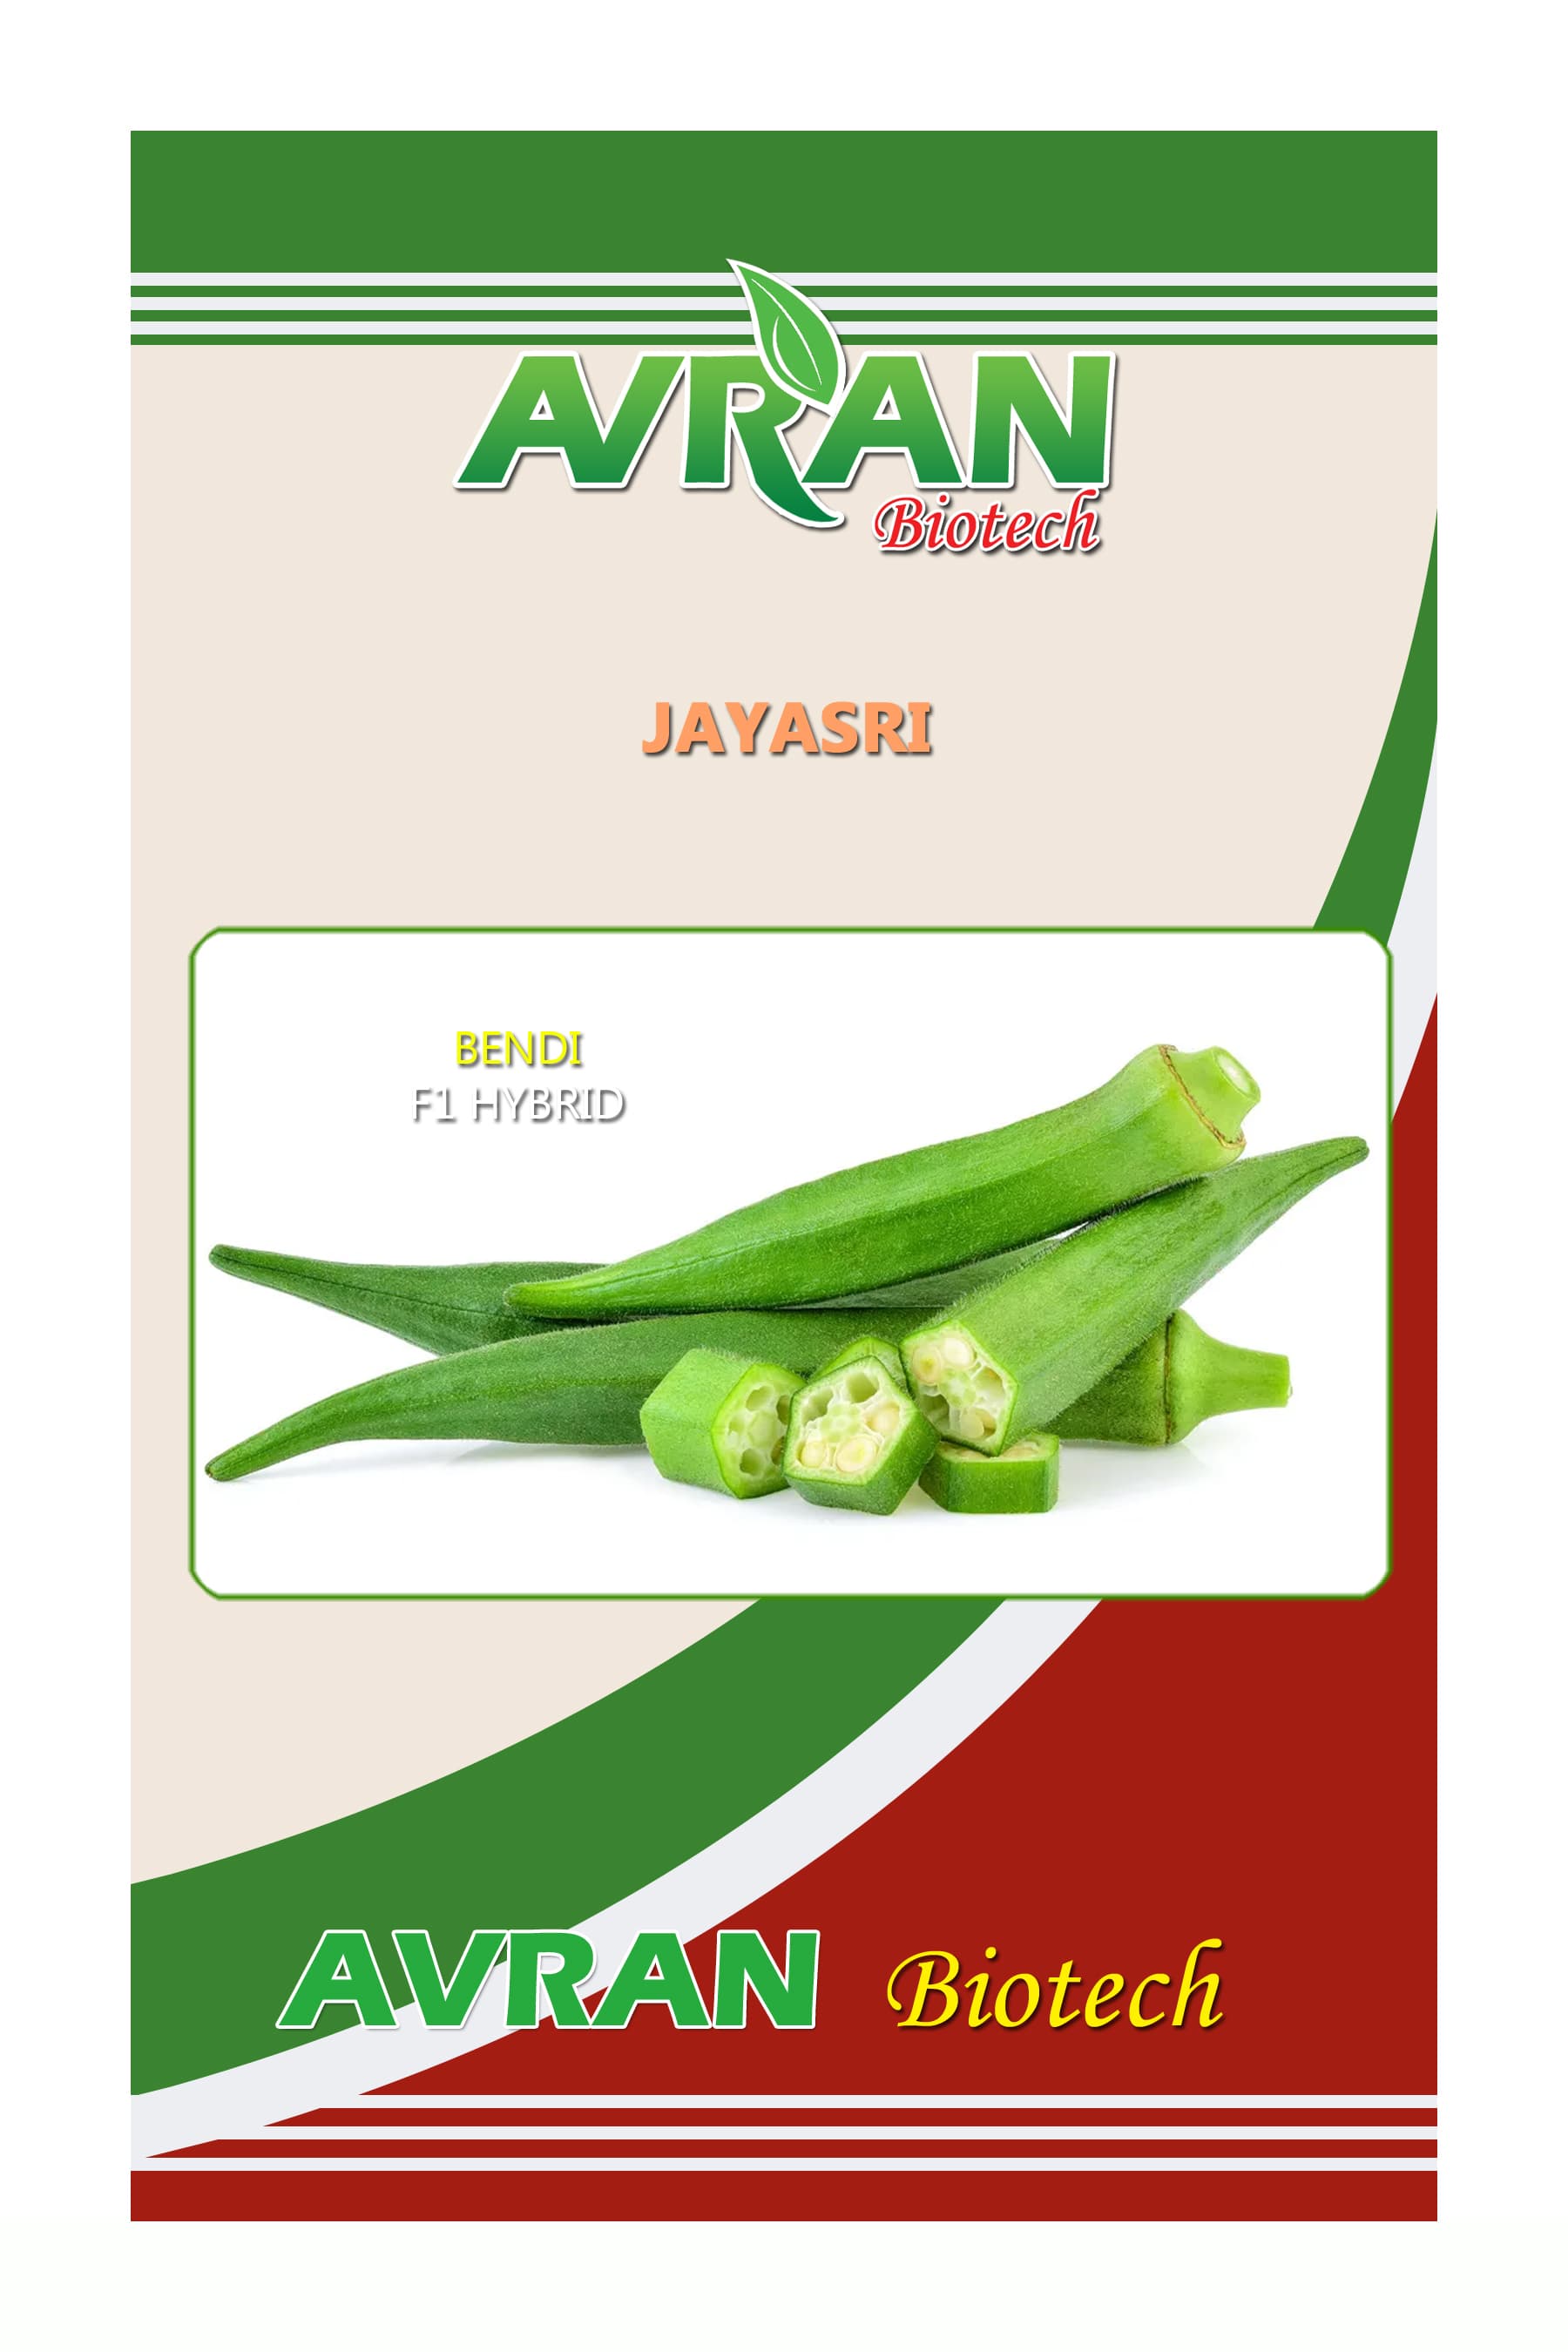 AVRAN
Biotech
JAYASRI
BENDI
F1 HYBRID
AVRAN Biotech